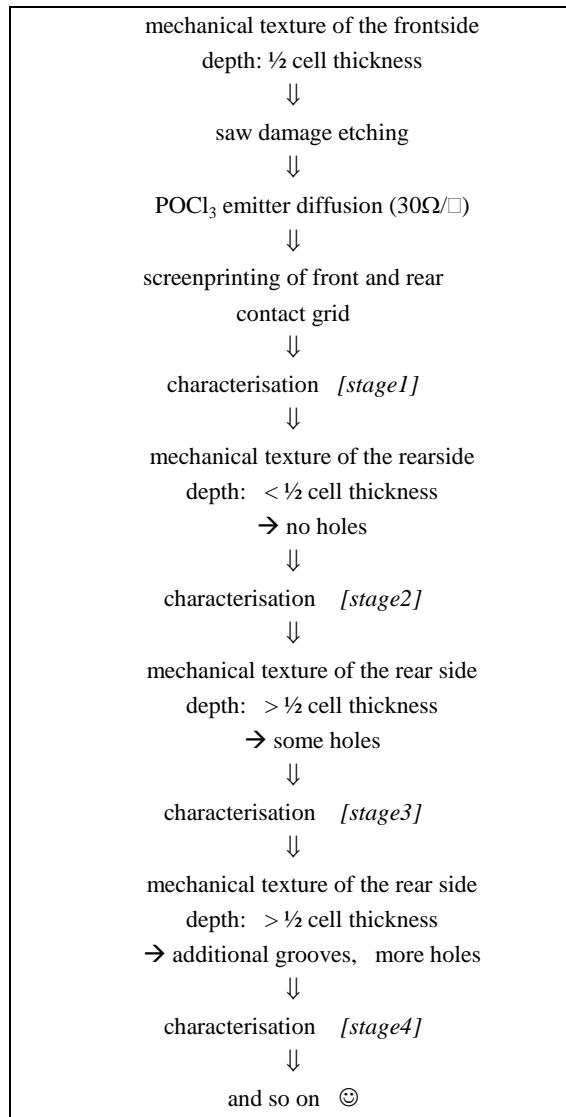 mechanical texture of the frontside
depth: ½ cell thickness
⇓
saw damage etching
⇓
POCl₃ emitter diffusion (30Ω/□)
⇓
screenprinting of front and rear
contact grid
⇓
characterisation [stage1]
⇓
mechanical texture of the rearside
depth: < ½ cell thickness
→ no holes
⇓
characterisation [stage2]
⇓
mechanical texture of the rear side
depth: > ½ cell thickness
→ some holes
⇓
characterisation [stage3]
⇓
mechanical texture of the rear side
depth: > ½ cell thickness
→ additional grooves, more holes
⇓
characterisation [stage4]
⇓
and so on ☺